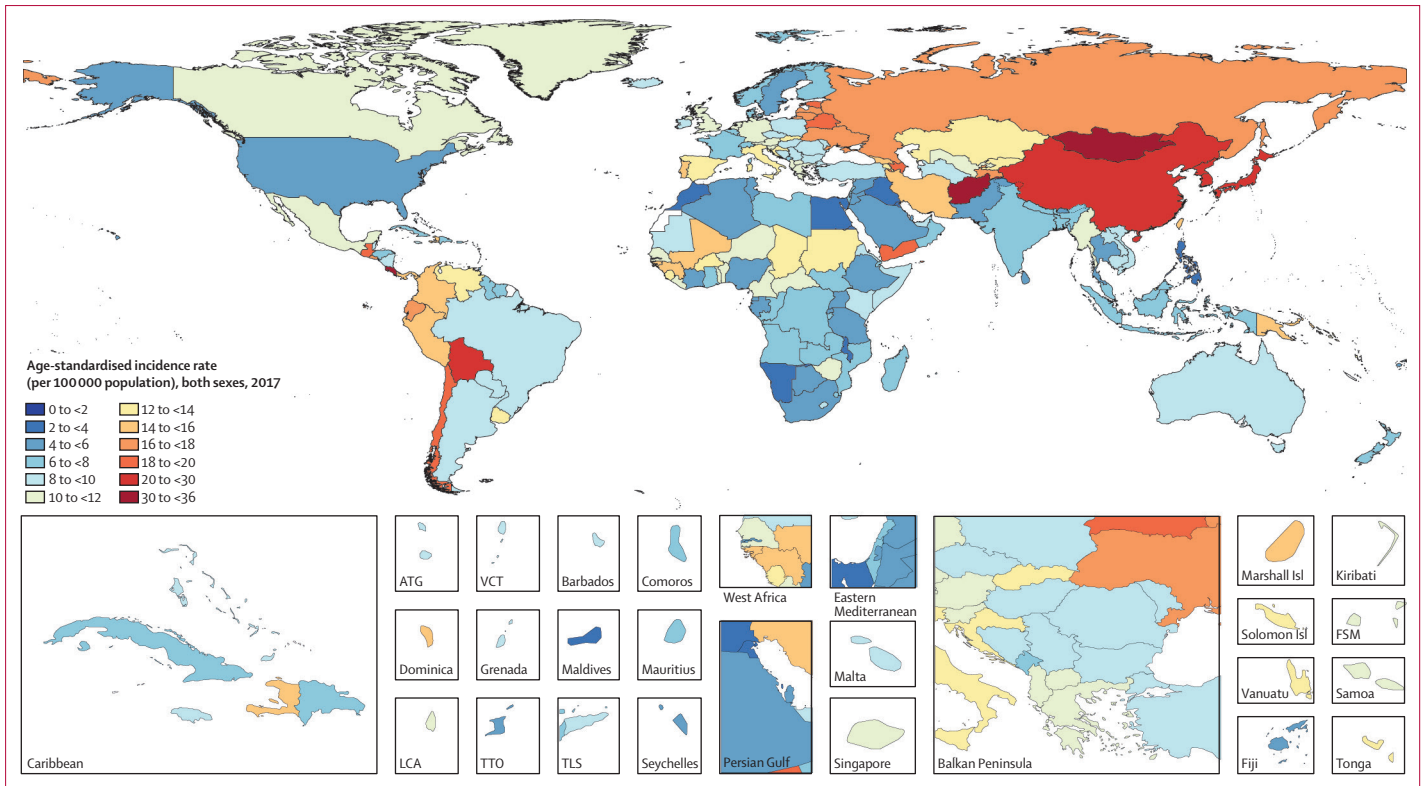 Age-standardised incidence rate
(per 100 000 population), both sexes, 2017
0 to <2
2 to <4
4 to <6
6 to <8
8 to <10
10 to <12
12 to <14
14 to <16
16 to <18
18 to <20
20 to <30
30 to <36
Caribbean
ATG
VCT
Barbados
Comoros
Dominica
Grenada
Maldives
Mauritius
LCA
TTO
TLS
Seychelles
West Africa
Eastern
Mediterranean
Persian Gulf
Malta
Singapore
Balkan Peninsula
Marshall Isl
Kiribati
Solomon Isl
FSM
Vanuatu
Samoa
Fiji
Tonga